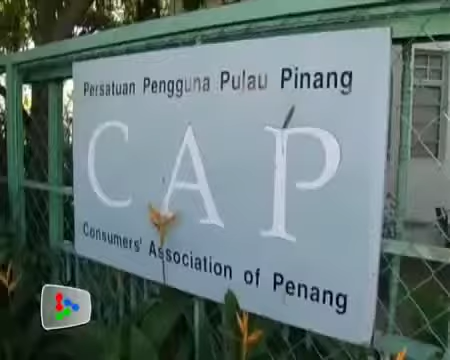 Persatuan Pengguna Pulau Pinang
CAP
Consumers' Association of Penang